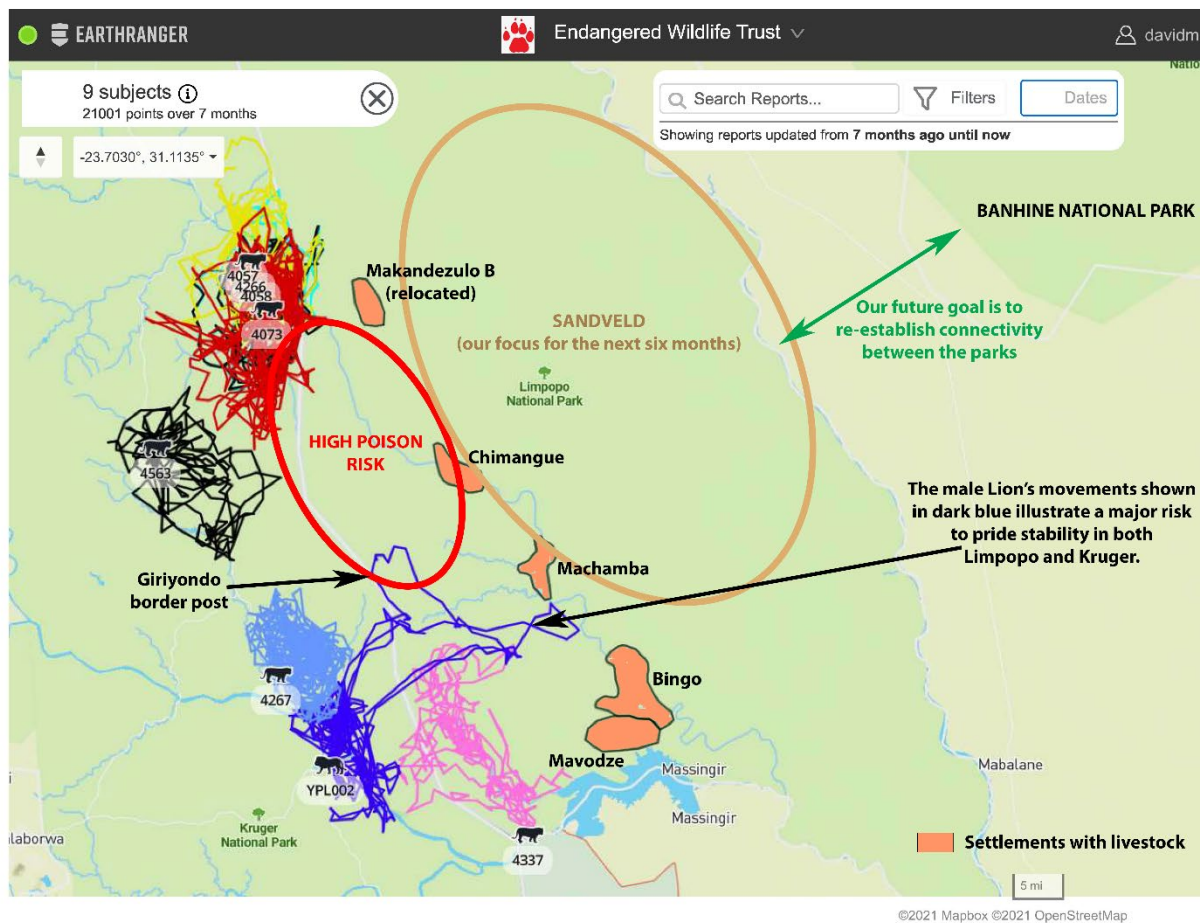 EARTHRANGER
Endangered Wildlife Trust
davidm
Natio
9 subjects
21001 points over 7 months
Search Reports...
Filters
Dates
Showing reports updated from 7 months ago until now
-23.7030°, 31.1135°
BANHINE NATIONAL PARK
4057
4266
4058
4073
Makandezulo B
(relocated)
SANDVELD
(our focus for the next six months)
Our future goal is to
re-establish connectivity
between the parks
Limpopo
National Park
HIGH POISON
RISK
Chimangue
4563
The male Lion's movements shown
in dark blue illustrate a major risk
to pride stability in both
Limpopo and Kruger.
Giriyondo
border post
Machamba
4267
Bingo
Mavodze
YPL002
Massingir
Mabalane
Massingir
Kruger
National Park
alaborwa
i
4337
Settlements with livestock
5 mi
©2021 Mapbox ©2021 OpenStreetMap